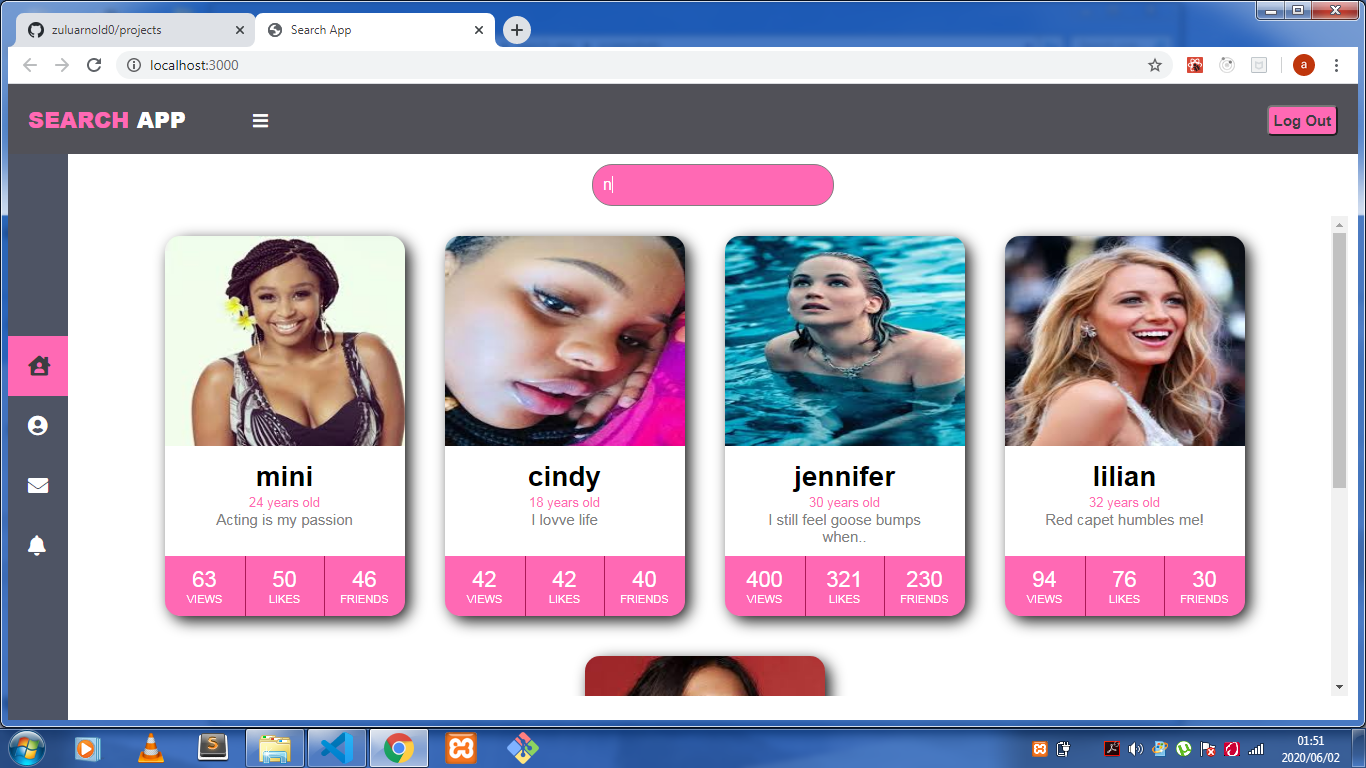 zuluarnold0/projects
Search App
localhost:3000
a
SEARCH APP
Log Out
n
mini
24 years old
Acting is my passion
63 50 46
VIEWS LIKES FRIENDS
cindy
18 years old
I lovve life
42 42 40
VIEWS LIKES FRIENDS
jennifer
30 years old
I still feel goose bumps
when..
400 321 230
VIEWS LIKES FRIENDS
lilian
32 years old
Red capet humbles me!
94 76 30
VIEWS LIKES FRIENDS
01:51
2020/06/02